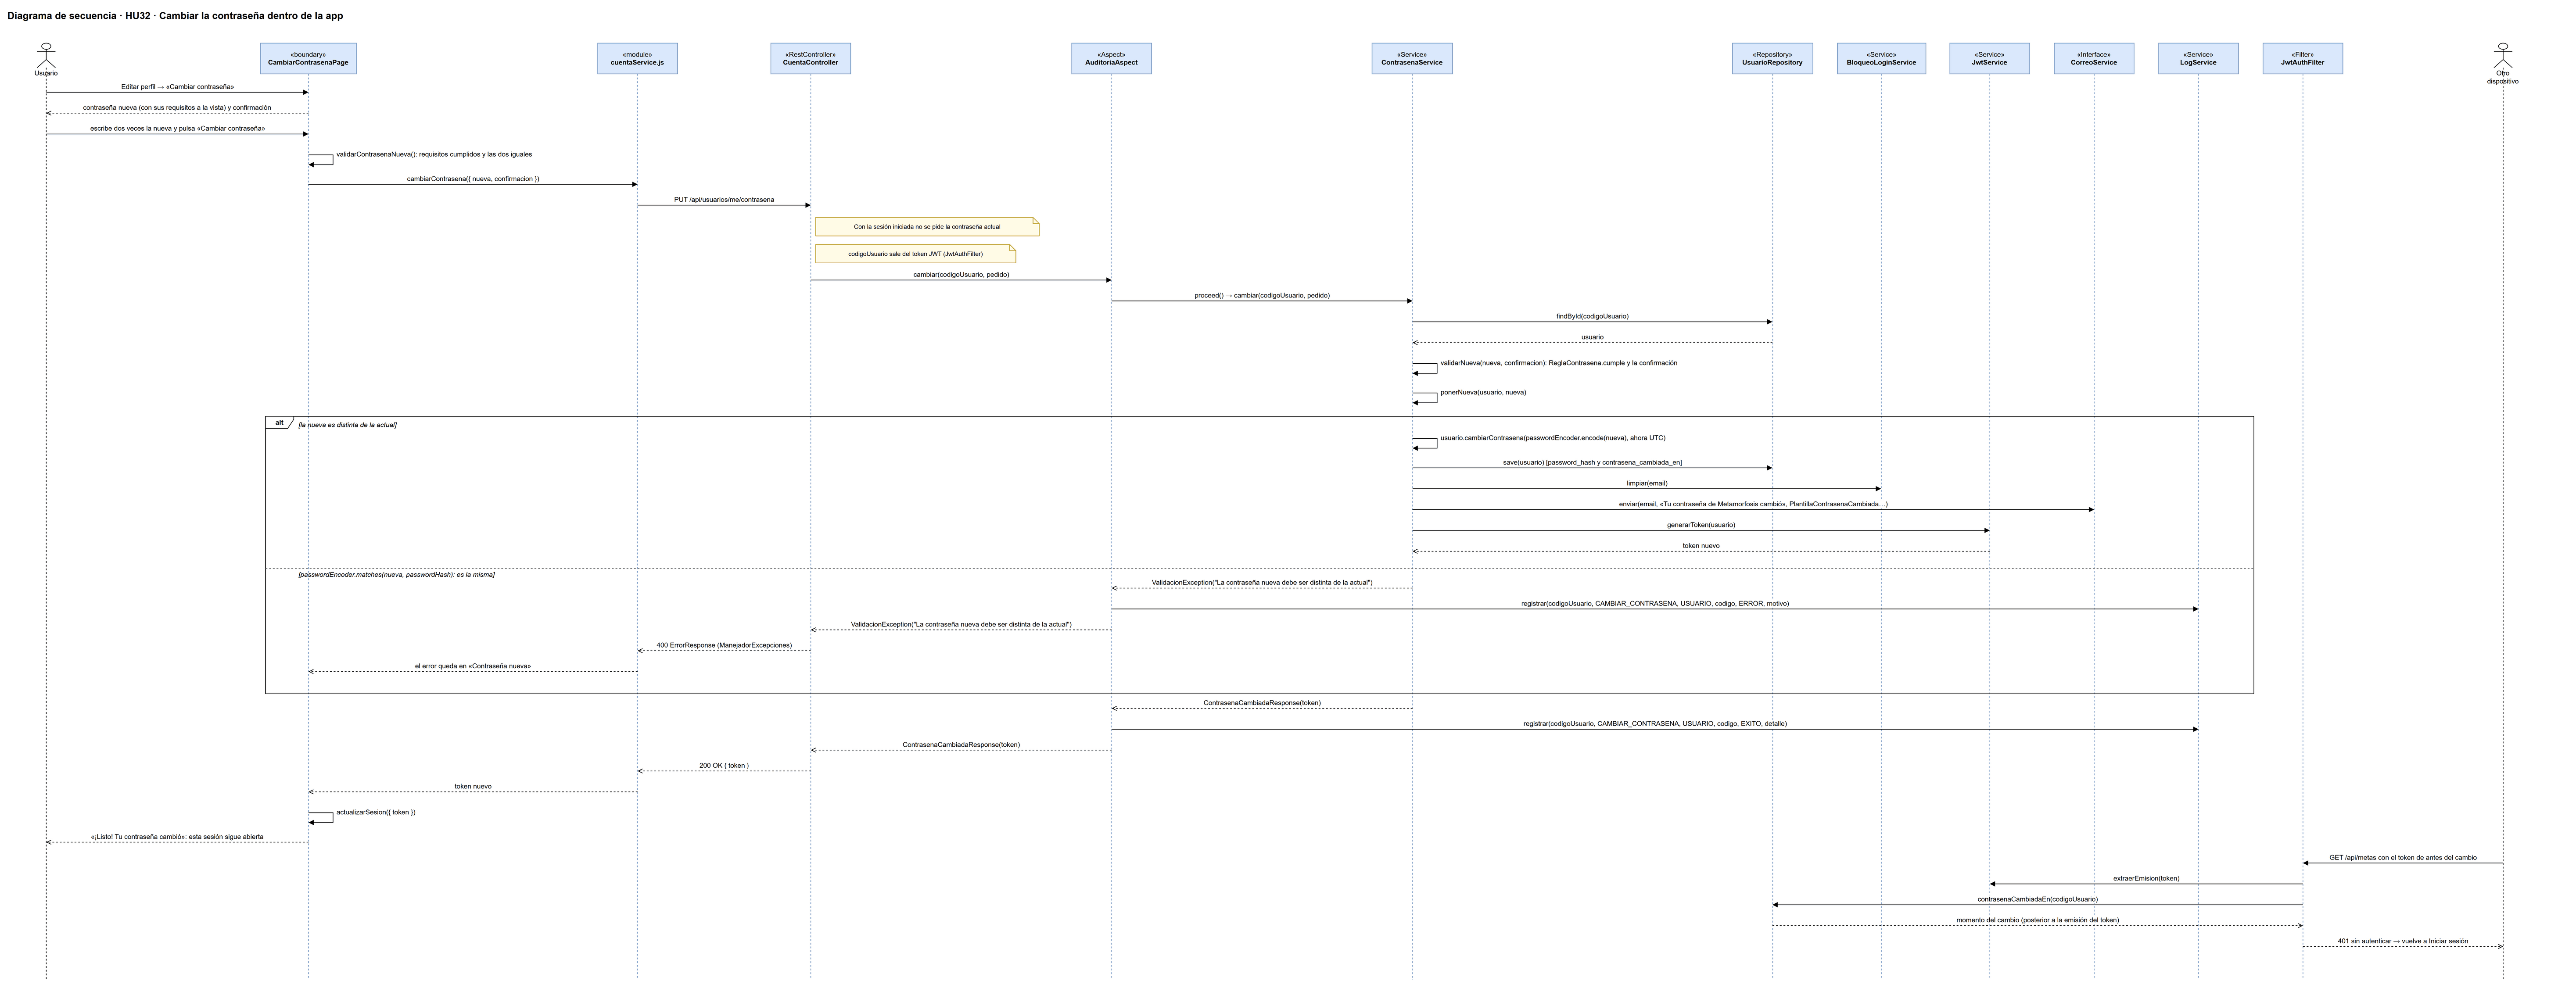 Diagrama de secuencia · HU32 · Cambiar la contraseña dentro de la app
Usuario
«boundary»
CambiarContrasenaPage
«module»
cuentaService.js
«RestController»
CuentaController
«Aspect»
AuditoriaAspect
«Service»
ContrasenaService
«Repository»
UsuarioRepository
«Service»
BloqueoLoginService
«Service»
JwtService
«Interface»
CorreoService
«Service»
LogService
«Filter»
JwtAuthFilter
Otro
dispositivo
Editar perfil → «Cambiar contraseña»
contraseña nueva (con sus requisitos a la vista) y confirmación
escribe dos veces la nueva y pulsa «Cambiar contraseña»
validarContrasenaNueva(): requisitos cumplidos y las dos iguales
cambiarContrasena({ nueva, confirmacion })
PUT /api/usuarios/me/contrasena
Con la sesión iniciada no se pide la contraseña actual
codigoUsuario sale del token JWT (JwtAuthFilter)
cambiar(codigoUsuario, pedido)
proceed() → cambiar(codigoUsuario, pedido)
findById(codigoUsuario)
usuario
validarNueva(nueva, confirmacion): ReglaContrasena.cumple y la confirmación
ponerNueva(usuario, nueva)
alt
[la nueva es distinta de la actual]
usuario.cambiarContrasena(passwordEncoder.encode(nueva), ahora UTC)
save(usuario) [password_hash y contrasena_cambiada_en]
limpiar(email)
enviar(email, «Tu contraseña de Metamorfosis cambió», PlantillaContrasenaCambiada…)
generarToken(usuario)
token nuevo
[passwordEncoder.matches(nueva, passwordHash): es la misma]
ValidacionException("La contraseña nueva debe ser distinta de la actual")
registrar(codigoUsuario, CAMBIAR_CONTRASENA, USUARIO, codigo, ERROR, motivo)
ValidacionException("La contraseña nueva debe ser distinta de la actual")
400 ErrorResponse (ManejadorExcepciones)
el error queda en «Contraseña nueva»
ContrasenaCambiadaResponse(token)
registrar(codigoUsuario, CAMBIAR_CONTRASENA, USUARIO, codigo, EXITO, detalle)
ContrasenaCambiadaResponse(token)
200 OK { token }
token nuevo
actualizarSesion({ token })
«¡Listo! Tu contraseña cambió»: esta sesión sigue abierta
GET /api/metas con el token de antes del cambio
extraerEmision(token)
contrasenaCambiadaEn(codigoUsuario)
momento del cambio (posterior a la emisión del token)
401 sin autenticar → vuelve a Iniciar sesión